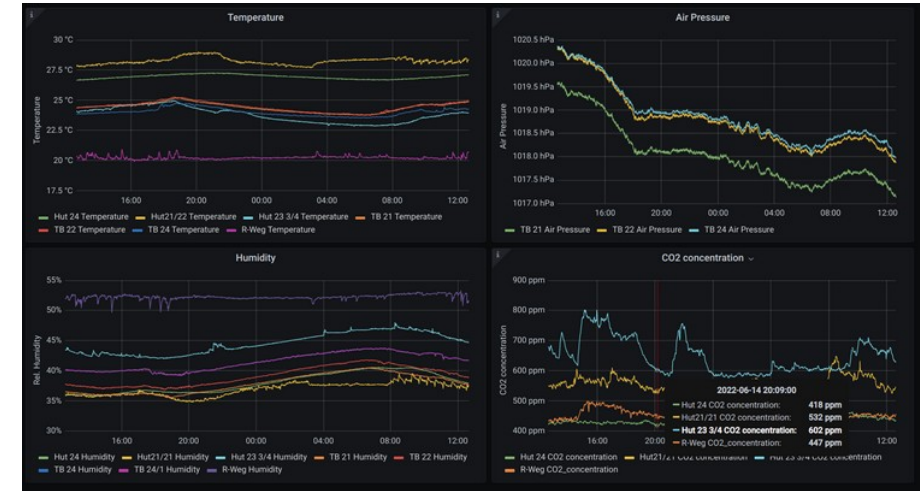 Temperature
30 °C
27.5 °C
25 °C
22.5 °C
20 °C
17.5 °C
Temperature
16:00 20:00 00:00 04:00 08:00 12:00
Hut 24 Temperature Hut21/22 Temperature Hut 23 3/4 Temperature TB 21 Temperature
TB 22 Temperature TB 24 Temperature R-Weg Temperature
Air Pressure
1020.5 hPa
1020.0 hPa
1019.5 hPa
1019.0 hPa
1018.5 hPa
1018.0 hPa
1017.5 hPa
1017.0 hPa
Air Pressure
16:00 20:00 00:00 04:00 08:00 12:00
TB 21 Air Pressure TB 22 Air Pressure TB 24 Air Pressure
Humidity
55%
50%
45%
40%
35%
30%
Rel. Humidity
16:00 20:00 00:00 04:00 08:00 12:00
Hut 24 Humidity Hut21/21 Humidity Hut 23 3/4 Humidity TB 21 Humidity TB 22 Humidity
TB 24 Humidity TB 24/1 Humidity R-Weg Humidity
CO2 concentration
900 ppm
800 ppm
700 ppm
600 ppm
500 ppm
400 ppm
CO2 concentration
16:00 20:00 12:00
2022-06-14 20:09:00
Hut 24 CO2 concentration: 418 ppm
Hut21/21 CO2 concentration: 532 ppm
Hut 23 3/4 CO2 concentration: 602 ppm
R-Weg CO2_concentration: 447 ppm
Hut 24 CO2 concentration Hut21/21 CO2 concentration Hut 23 3/4 CO2 concentration
R-Weg CO2_concentration